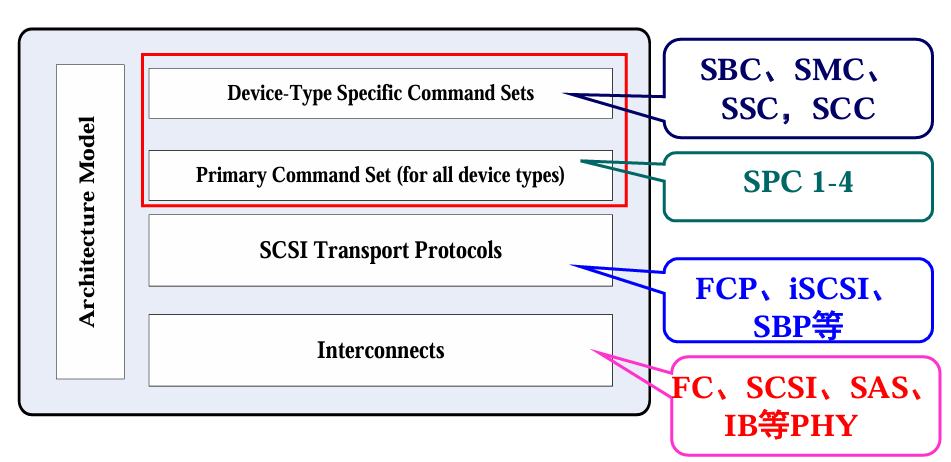 Architecture Model
Device-Type Specific Command Sets
Primary Command Set (for all device types)
SCSI Transport Protocols
Interconnects
SBC、SMC、
SSC，SCC
SPC 1-4
FCP、iSCSI、
SBP等
FC、SCSI、SAS、
IB等PHY